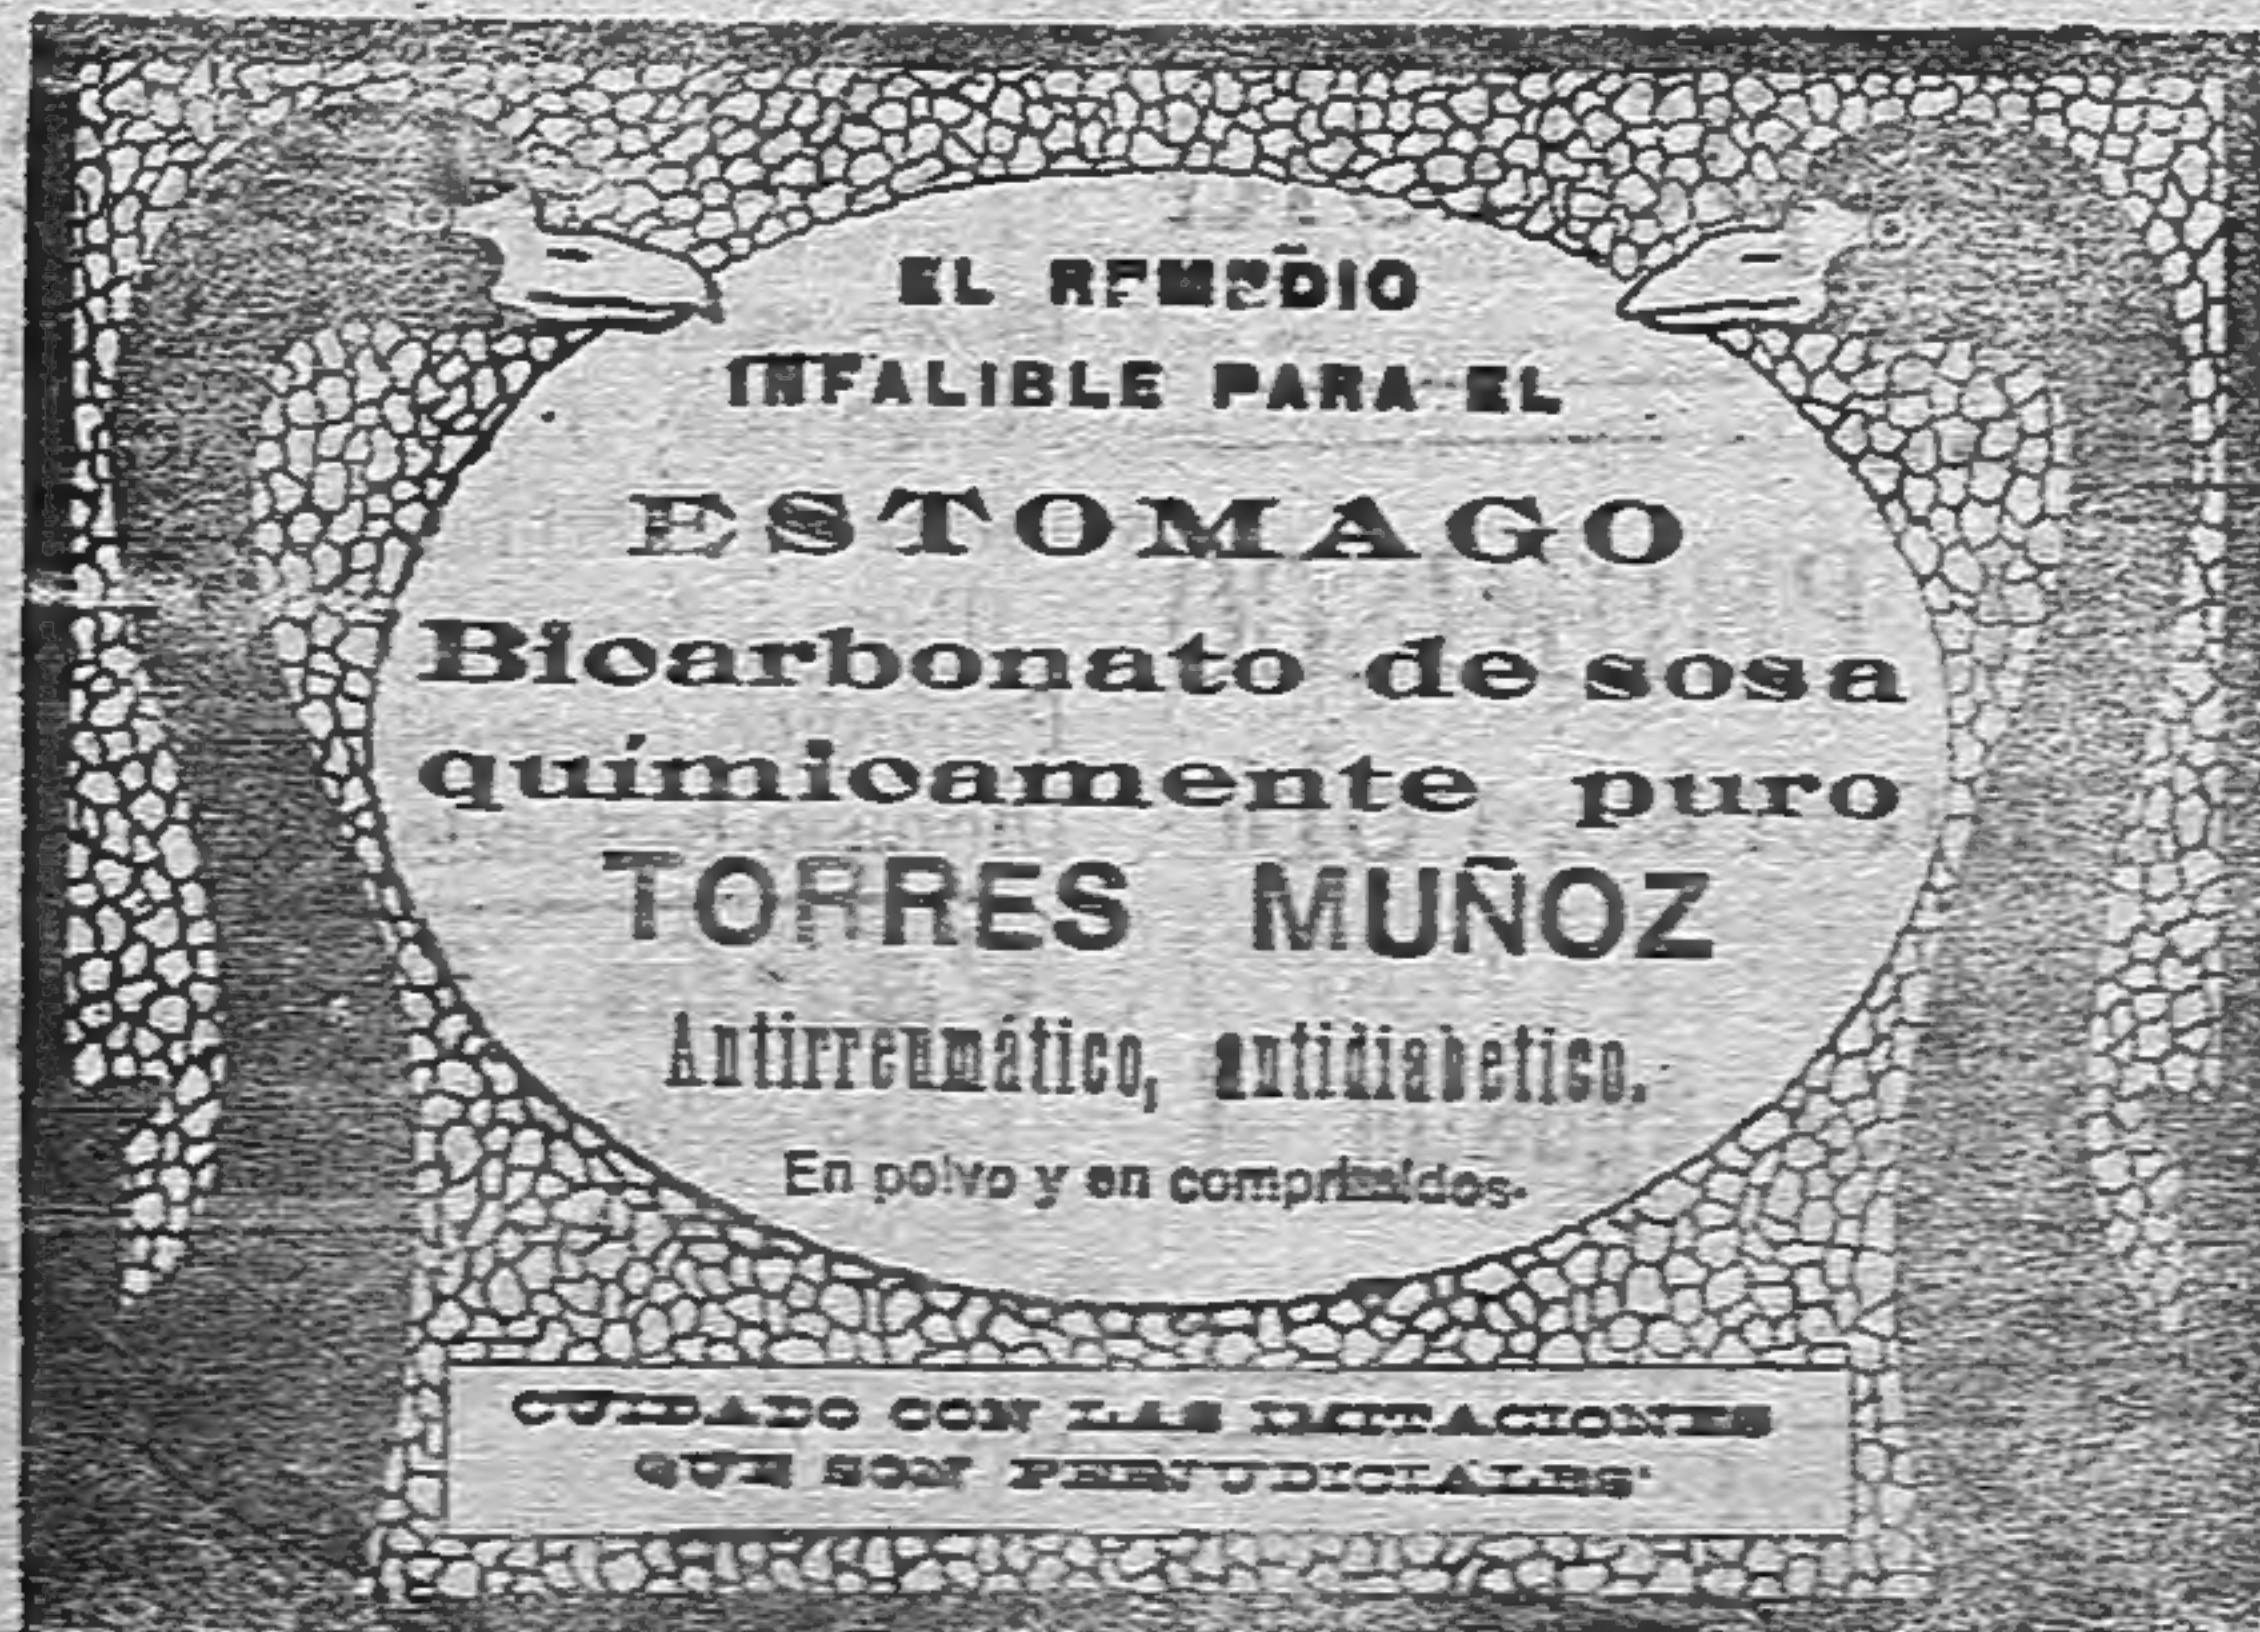 EL REMEDIO
INFALIBLE PARA EL
ESTOMAGO
Bicarbonato de sosa
químicamente puro
TORRES MUÑOZ
Antirreumático, antidiabético.
En polvo y en comprimidos.
CUIDADO CON LAS IMITACIONES
QUE SON PERJUDICIALES